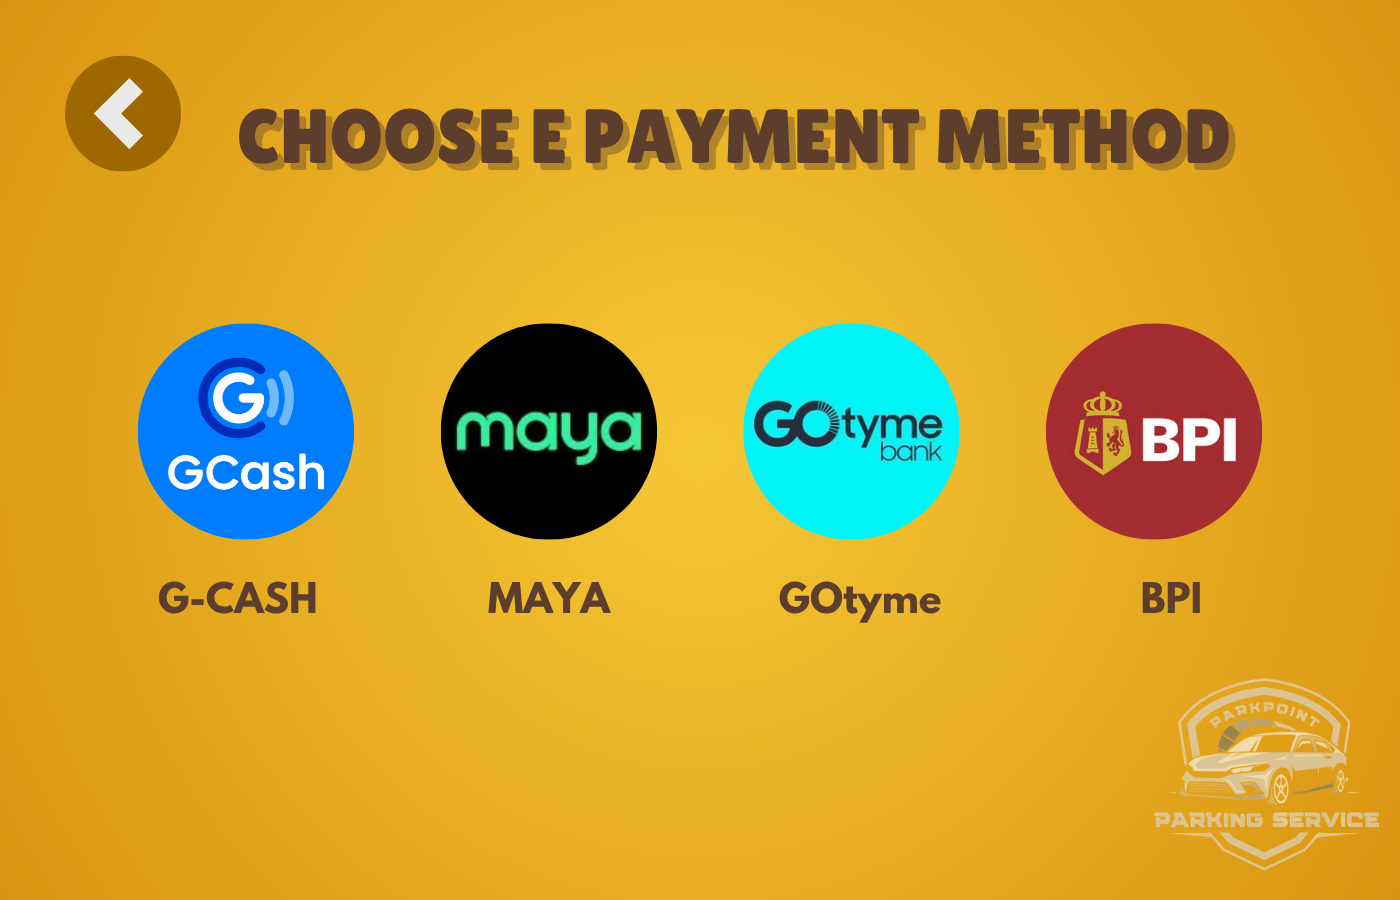 CHOOSE E PAYMENT METHOD
GCash
maya
GOtyme
bank
BPI
G-CASH
MAYA
GOtyme
BPI
PARKPOINT
PARKING SERVICE